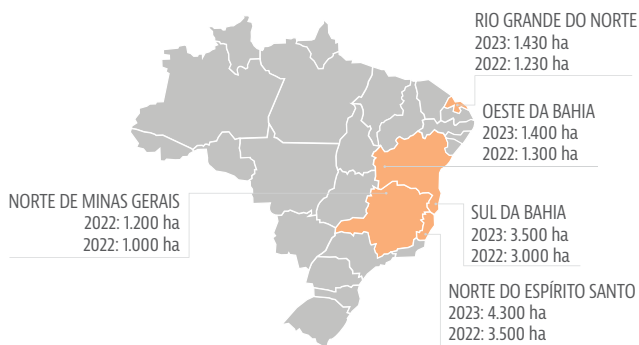 RIO GRANDE DO NORTE
2023: 1.430 ha
2022: 1.230 ha
OESTE DA BAHIA
2023: 1.400 ha
2022: 1.300 ha
NORTE DE MINAS GERAIS
2022: 1.200 ha
2022: 1.000 ha
SUL DA BAHIA
2023: 3.500 ha
2022: 3.000 ha
NORTE DO ESPÍRITO SANTO
2023: 4.300 ha
2022: 3.500 ha